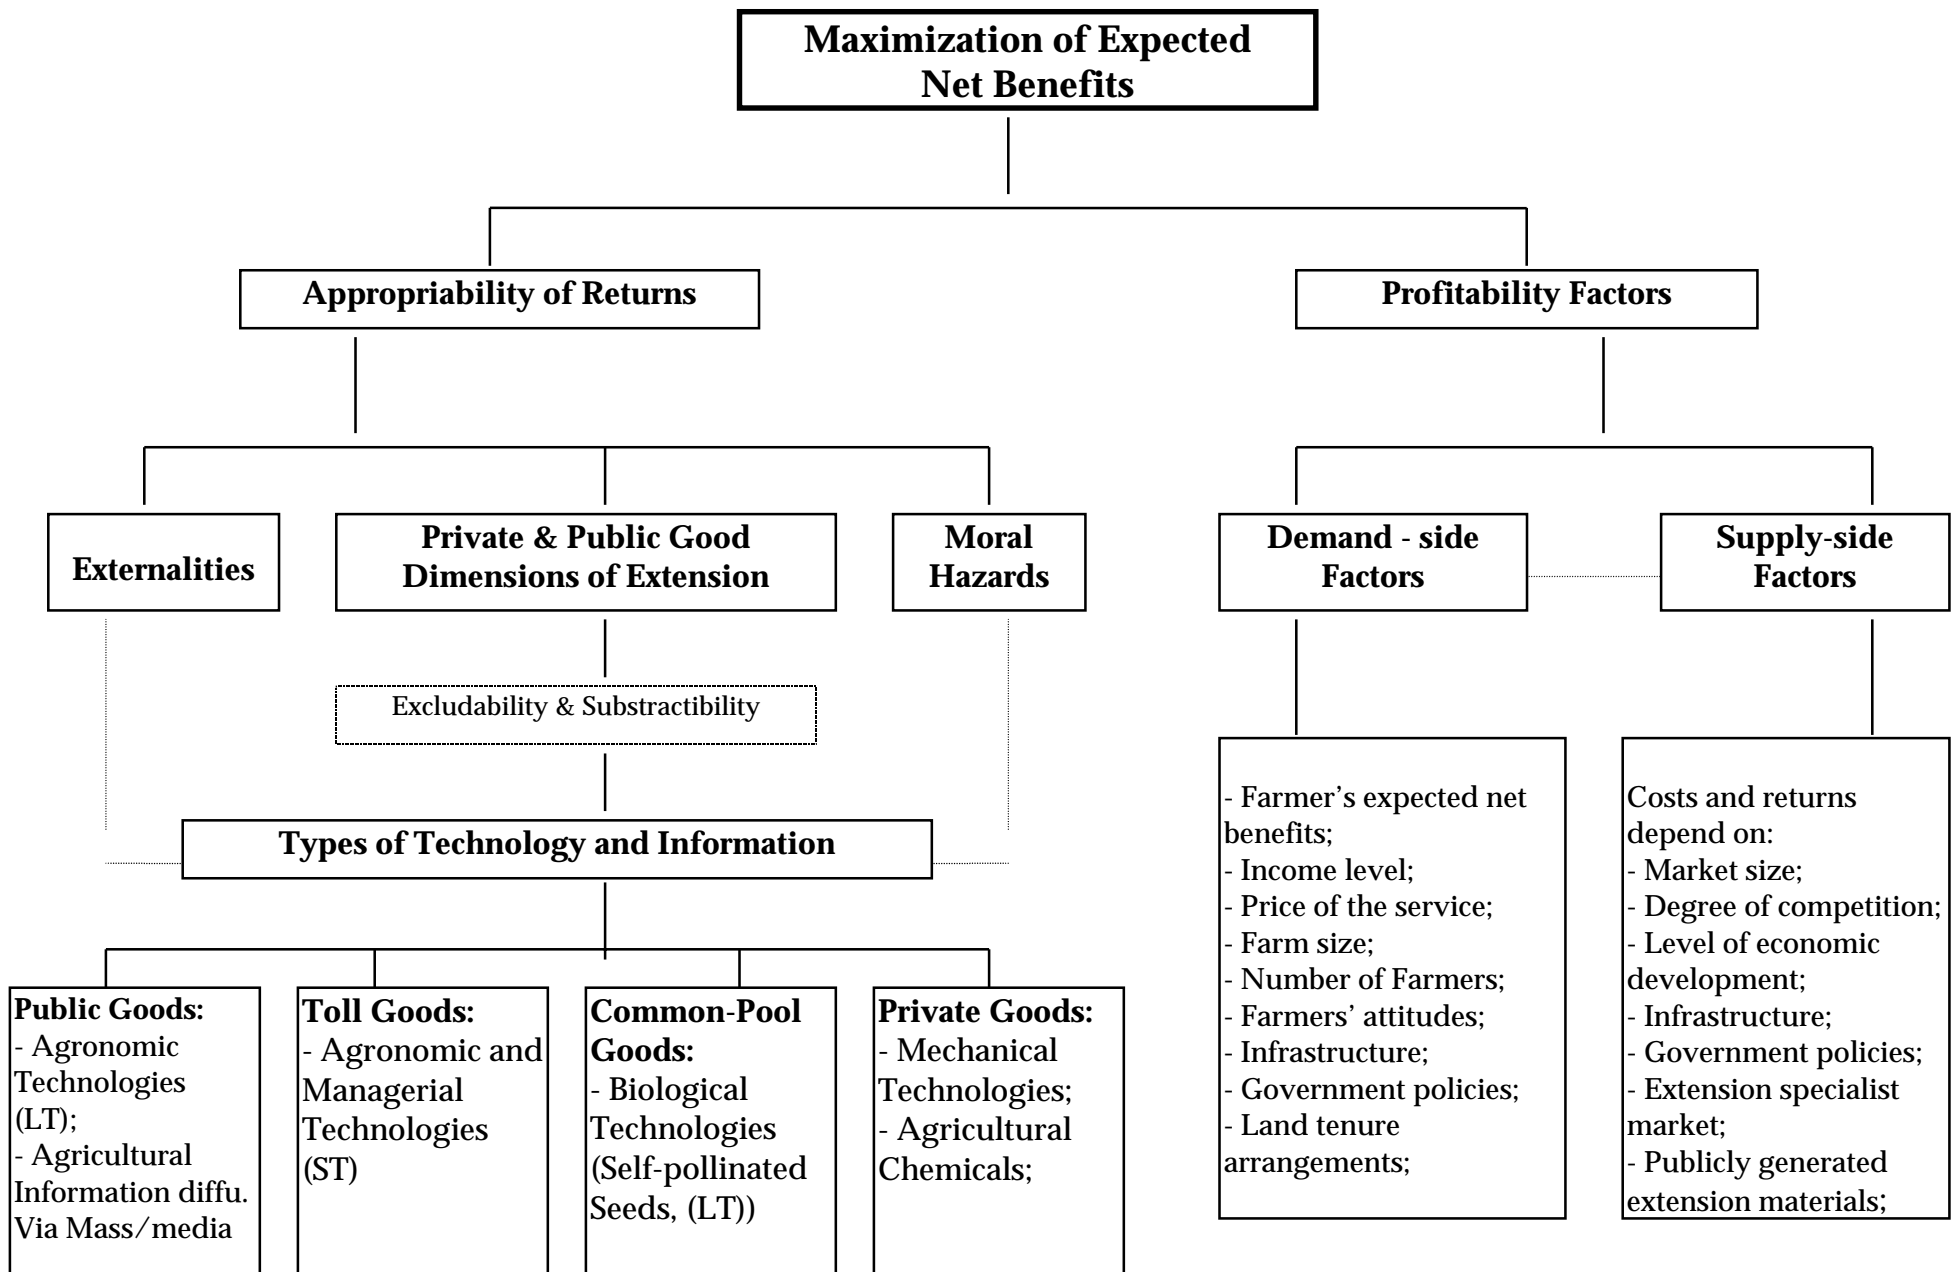 Maximization of Expected
Net Benefits
Appropriability of Returns
Profitability Factors
Externalities
Private & Public Good
Dimensions of Extension
Moral
Hazards
Demand - side
Factors
Supply-side
Factors
Excludability & Substractibility
Types of Technology and Information
Public Goods:
- Agronomic
Technologies
(LT);
- Agricultural
Information diffu.
Via Mass/media
Toll Goods:
- Agronomic and
Managerial
Technologies
(ST)
Common-Pool
Goods:
- Biological
Technologies
(Self-pollinated
Seeds, (LT))
Private Goods:
- Mechanical
Technologies;
- Agricultural
Chemicals;
- Farmer’s expected net
benefits;
- Income level;
- Price of the service;
- Farm size;
- Number of Farmers;
- Farmers’ attitudes;
- Infrastructure;
- Government policies;
- Land tenure
arrangements;
Costs and returns
depend on:
- Market size;
- Degree of competition;
- Level of economic
development;
- Infrastructure;
- Government policies;
- Extension specialist
market;
- Publicly generated
extension materials;